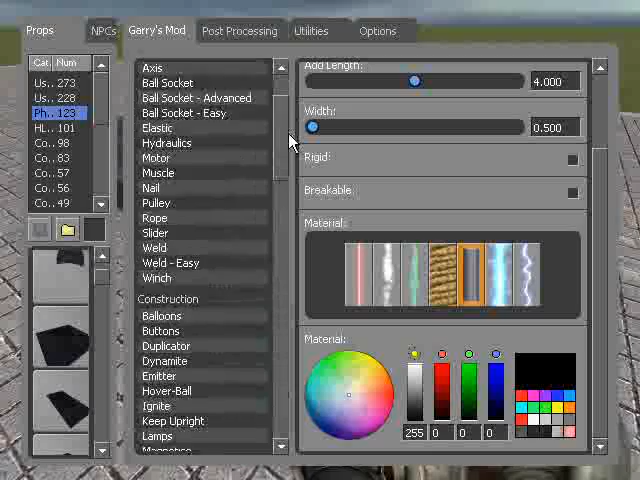 Props NPCs Garry's Mod Post Processing Utilities Options
Cat. Num
Us.. 273
Us.. 228
Ph.. 123
HL.. 101
Co.. 98
Co.. 83
Co.. 57
Co.. 56
Co.. 49
Axis
Ball Socket
Ball Socket - Advanced
Ball Socket - Easy
Elastic
Hydraulics
Motor
Muscle
Nail
Pulley
Rope
Slider
Weld
Weld - Easy
Winch
Construction
Balloons
Buttons
Duplicator
Dynamite
Emitter
Hover-Ball
Ignite
Keep Upright
Lamps
Magnetise
Add Length:
4.000
Width:
0.500
Rigid:
Breakable:
Material:
Material:
255 0 0 0